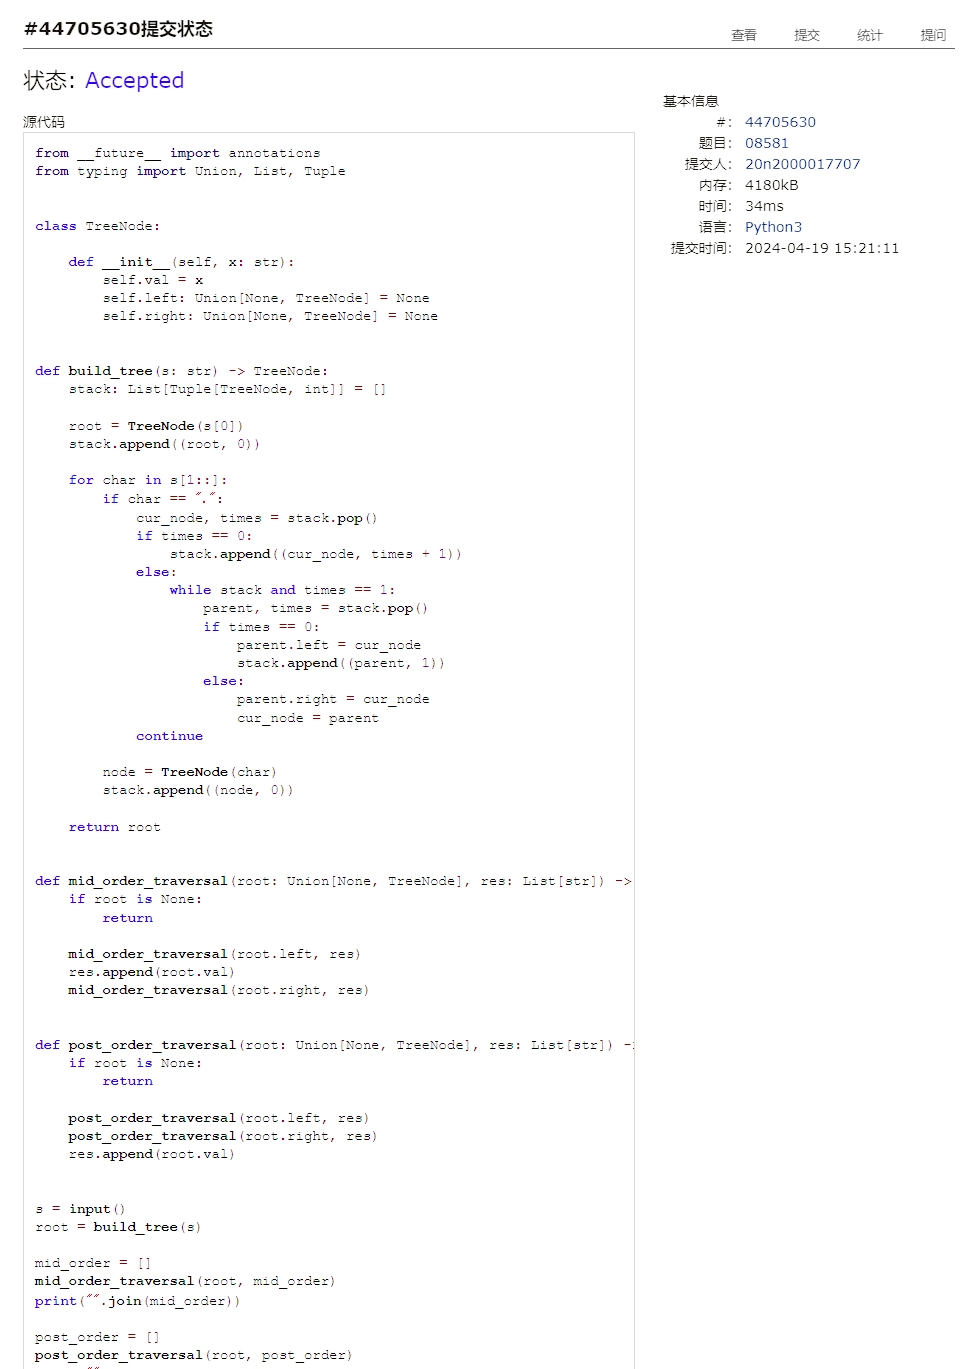 #44705630提交状态
查看 提交 统计 提问
状态: Accepted
源代码
from __future__ import annotations
from typing import Union, List, Tuple
class TreeNode:
    def __init__(self, x: str):
        self.val = x
        self.left: Union[None, TreeNode] = None
        self.right: Union[None, TreeNode] = None
def build_tree(s: str) -> TreeNode:
    stack: List[Tuple[TreeNode, int]] = []
    root = TreeNode(s[0])
    stack.append((root, 0))
    for char in s[1::]:
        if char == ".":
            cur_node, times = stack.pop()
            if times == 0:
                stack.append((cur_node, times + 1))
            else:
                while stack and times == 1:
                    parent, times = stack.pop()
                    if times == 0:
                        parent.left = cur_node
                        stack.append((parent, 1))
                    else:
                        parent.right = cur_node
                        cur_node = parent
            continue
        node = TreeNode(char)
        stack.append((node, 0))
    return root
def mid_order_traversal(root: Union[None, TreeNode], res: List[str]) ->
    if root is None:
        return
    mid_order_traversal(root.left, res)
    res.append(root.val)
    mid_order_traversal(root.right, res)
def post_order_traversal(root: Union[None, TreeNode], res: List[str]) -
    if root is None:
        return
    post_order_traversal(root.left, res)
    post_order_traversal(root.right, res)
    res.append(root.val)
s = input()
root = build_tree(s)
mid_order = []
mid_order_traversal(root, mid_order)
print("".join(mid_order))
post_order = []
post_order_traversal(root, post_order)
基本信息
#: 44705630
题目: 08581
提交人: 20n2000017707
内存: 4180kB
时间: 34ms
语言: Python3
提交时间: 2024-04-19 15:21:11